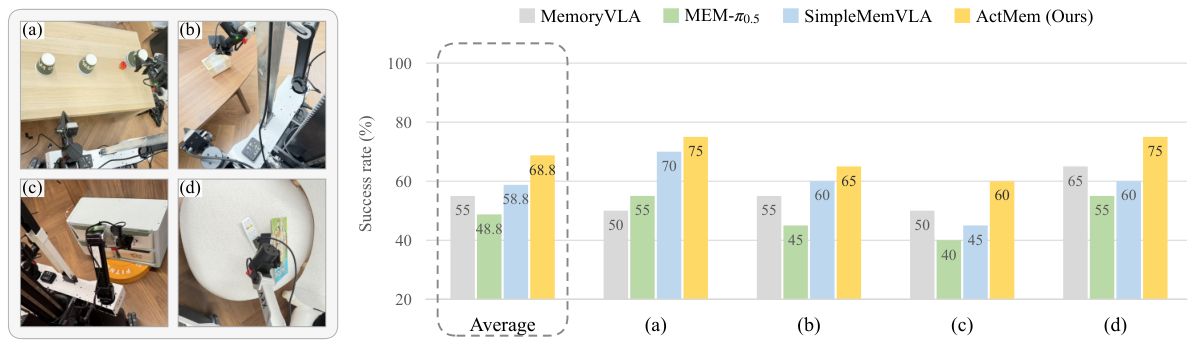 (a)
(b)
(c)
(d)
MemoryVLA
MEM-π0.5
SimpleMemVLA
ActMem (Ours)
Success rate (%)
100
80
60
40
20
55
48.8
58.8
68.8
50
55
70
75
55
45
60
65
50
40
45
60
65
55
60
75
Average
(a)
(b)
(c)
(d)